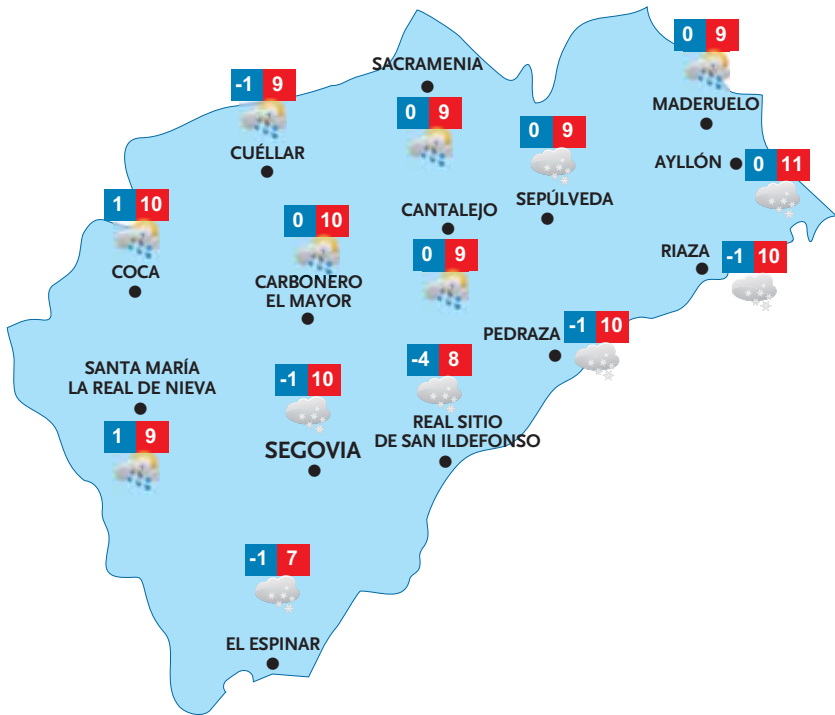 0 9
SACRAMENIA
-1 9
MADERUELO
0 9
0 9
CUÉLLAR
AYLLÓN
0 11
1 10
SEPÚLVEDA
CANTALEJO
0 10
RIAZA
-1 10
0 9
COCA
CARBONERO
EL MAYOR
-1 10
PEDRAZA
-4 8
SANTA MARÍA
LA REAL DE NIEVA
-1 10
REAL SITIO
DE SAN ILDEFONSO
1 9
SEGOVIA
-1 7
EL ESPINAR